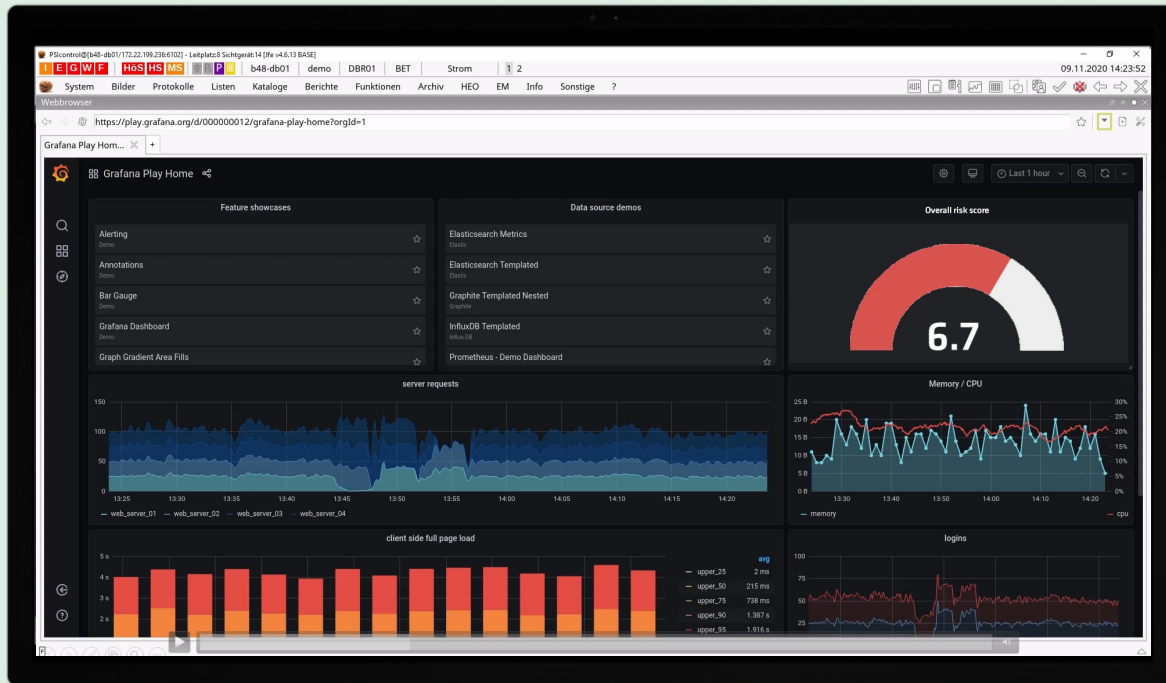 PSIcontrol@[b48-db01/172.22.199.236:6102] - Leitplatz:8 Sichtgerät:14 [Jfe v4.6.13 BASE]
I E G W F HöS HS MS P b48-db01 demo DBR01 BET Strom 1 2 09.11.2020 14:23:52
System Bilder Protokolle Listen Kataloge Berichte Funktionen Archiv HEO EM Info Sonstige ?
Webbrowser
https://play.grafana.org/d/000000012/grafana-play-home?orgId=1
Grafana Play Hom... +
Grafana Play Home
Last 1 hour
Feature showcases
Alerting
Demo
Annotations
Demo
Bar Gauge
Demo
Grafana Dashboard
Demo
Graph Gradient Area Fills
Data source demos
Elasticsearch Metrics
Elastic
Elasticsearch Templated
Elastic
Graphite Templated Nested
Graphite
InfluxDB Templated
Influx DB
Prometheus - Demo Dashboard
Overall risk score
6.7
server requests
150
100
50
0
13:25 13:30 13:35 13:40 13:45 13:50 13:55 14:00 14:05 14:10 14:15 14:20
web_server_01 web_server_02 web_server_03 web_server_04
Memory / CPU
25 B 30%
20 B 25%
15 B 20%
10 B 15%
5 B 10%
0 B 5%
0%
13:30 13:40 13:50 14:00 14:10 14:20
memory cpu
client side full page load
5 s
4 s
3 s
2 s
avg
upper_25 2 ms
upper_50 215 ms
upper_75 738 ms
upper_90 1.387 s
upper_95 1.916 s
logins
100
75
50
25